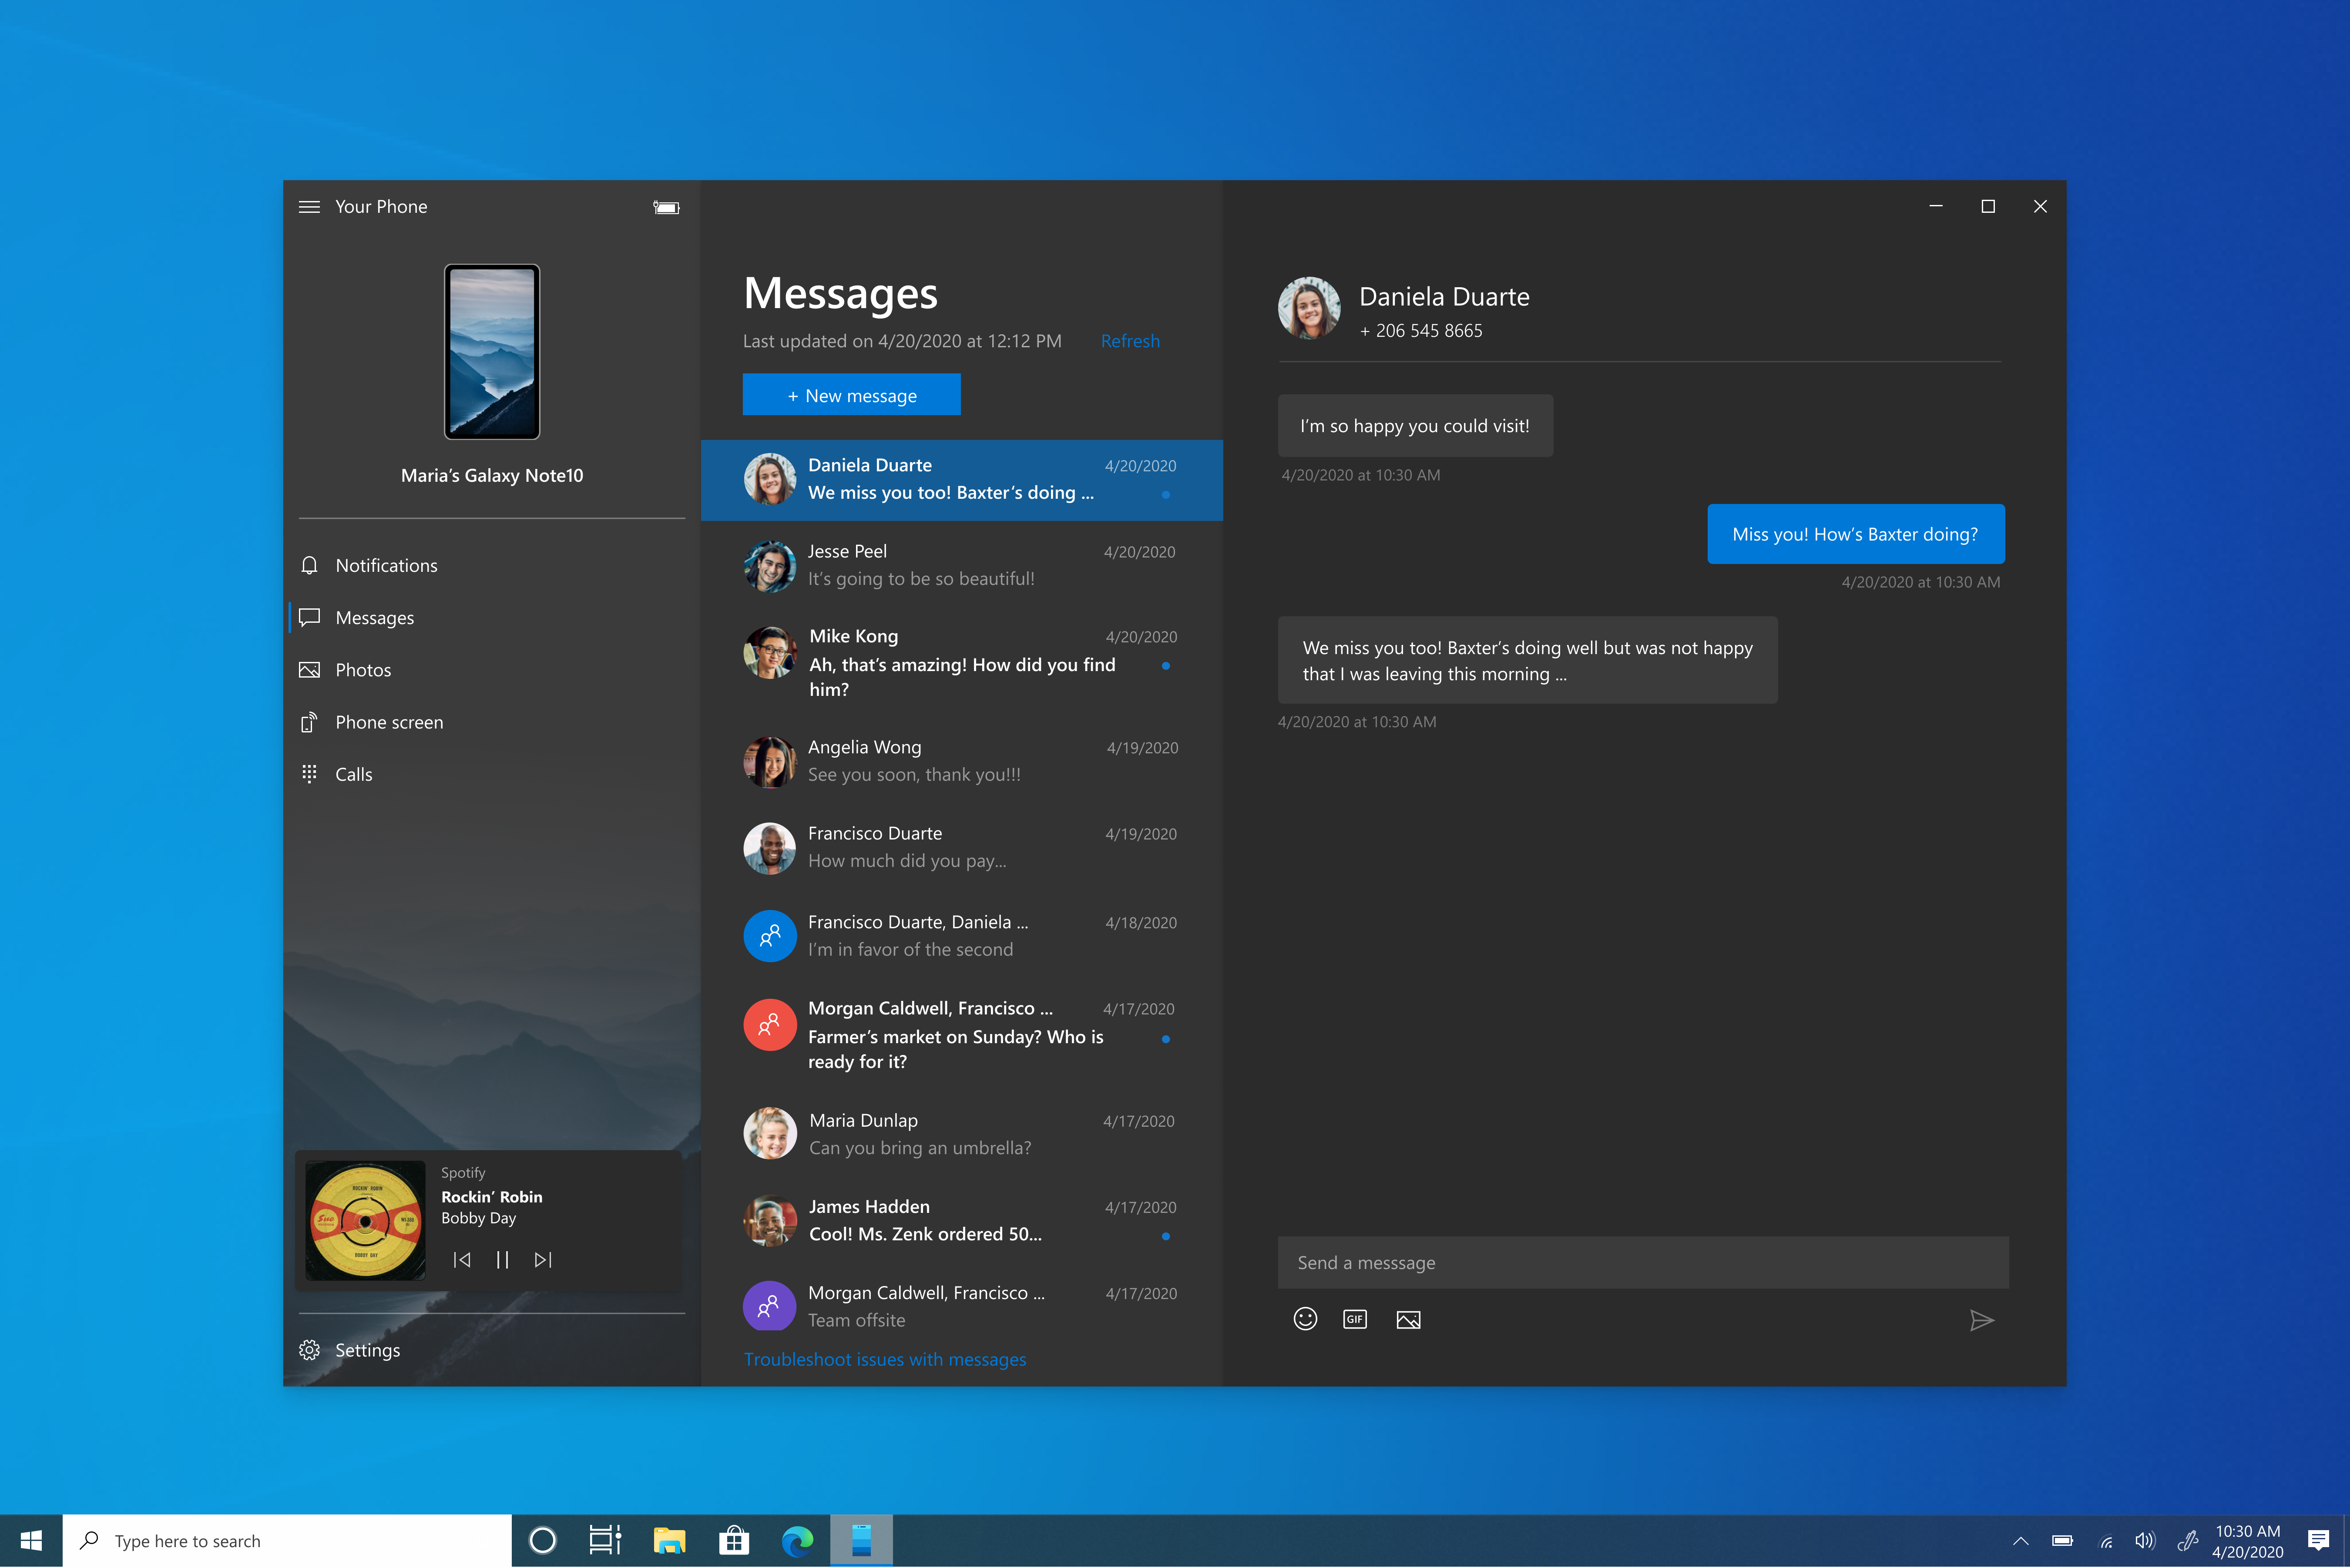 Your Phone
Maria’s Galaxy Note10
Notifications
Messages
Photos
Phone screen
Calls
ROCKIN' ROBIN
BOBBY DAY
Spotify
Rockin’ Robin
Bobby Day
Settings
Messages
Last updated on 4/20/2020 at 12:12 PM Refresh
+ New message
Daniela Duarte 4/20/2020
We miss you too! Baxter‘s doing ...
Jesse Peel 4/20/2020
It’s going to be so beautiful!
Mike Kong 4/20/2020
Ah, that’s amazing! How did you find
him?
Angelia Wong 4/19/2020
See you soon, thank you!!!
Francisco Duarte 4/19/2020
How much did you pay...
Francisco Duarte, Daniela ... 4/18/2020
I’m in favor of the second
Morgan Caldwell, Francisco ... 4/17/2020
Farmer’s market on Sunday? Who is
ready for it?
Maria Dunlap 4/17/2020
Can you bring an umbrella?
James Hadden 4/17/2020
Cool! Ms. Zenk ordered 50...
Morgan Caldwell, Francisco ... 4/17/2020
Team offsite
Troubleshoot issues with messages
Daniela Duarte
+ 206 545 8665
I’m so happy you could visit!
4/20/2020 at 10:30 AM
Miss you! How’s Baxter doing?
4/20/2020 at 10:30 AM
We miss you too! Baxter’s doing well but was not happy
that I was leaving this morning ...
4/20/2020 at 10:30 AM
Send a messsage
GIF
Type here to search
10:30 AM
4/20/2020